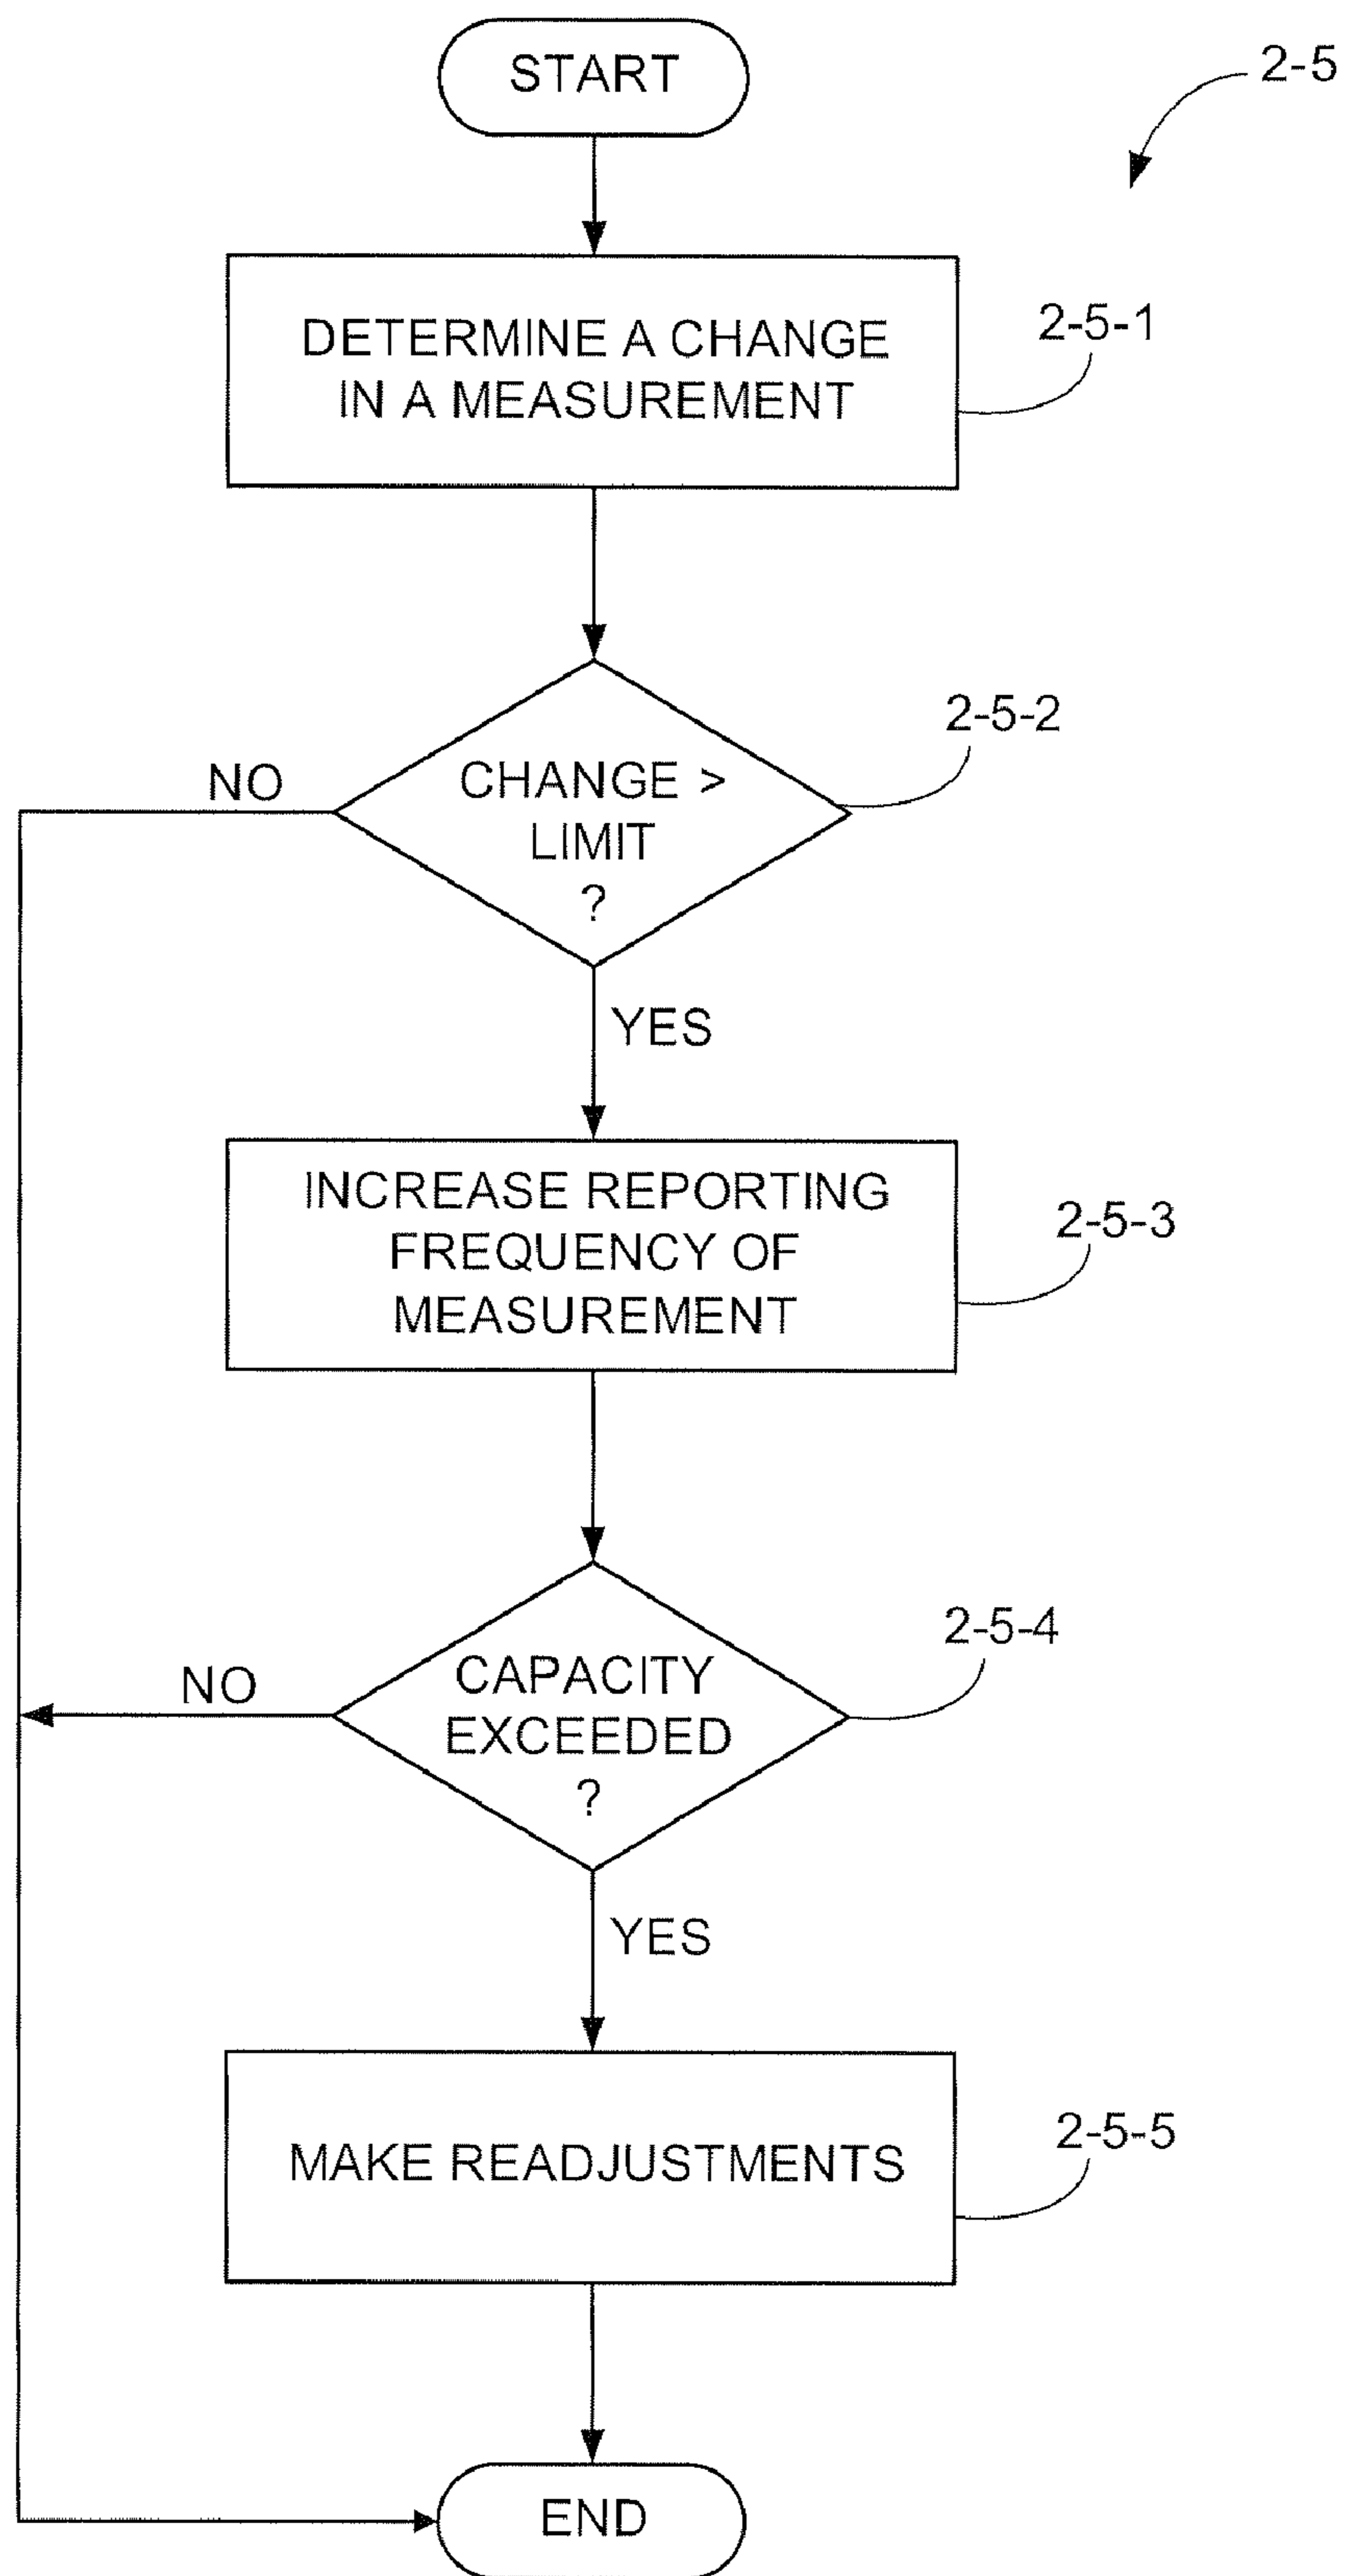 START
2-5
DETERMINE A CHANGE
IN A MEASUREMENT
2-5-1
2-5-2
NO
CHANGE >
LIMIT
?
YES
INCREASE REPORTING
FREQUENCY OF
MEASUREMENT
2-5-3
2-5-4
NO
CAPACITY
EXCEEDED
?
YES
MAKE READJUSTMENTS
2-5-5
END